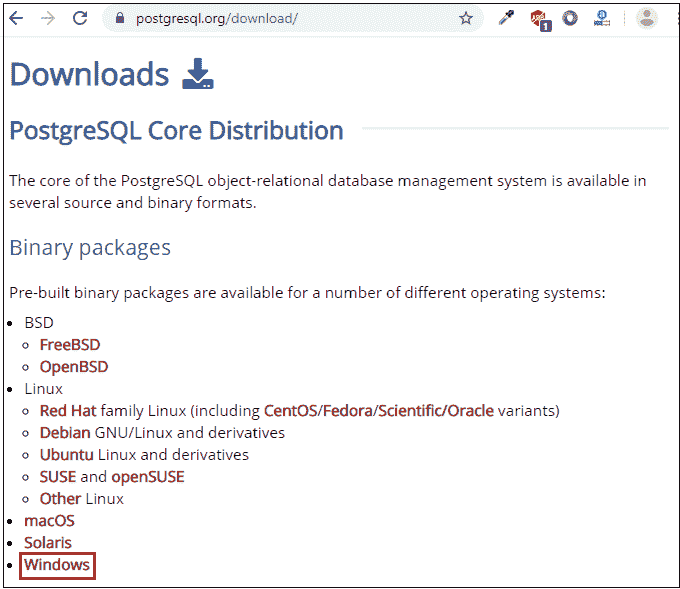 postgresql.org/download/
1
Downloads
PostgreSQL Core Distribution
The core of the PostgreSQL object-relational database management system is available in
several source and binary formats.
Binary packages
Pre-built binary packages are available for a number of different operating systems:
BSD
FreeBSD
OpenBSD
Linux
Red Hat family Linux (including CentOS/Fedora/Scientific/Oracle variants)
Debian GNU/Linux and derivatives
Ubuntu Linux and derivatives
SUSE and openSUSE
Other Linux
macOS
Solaris
Windows